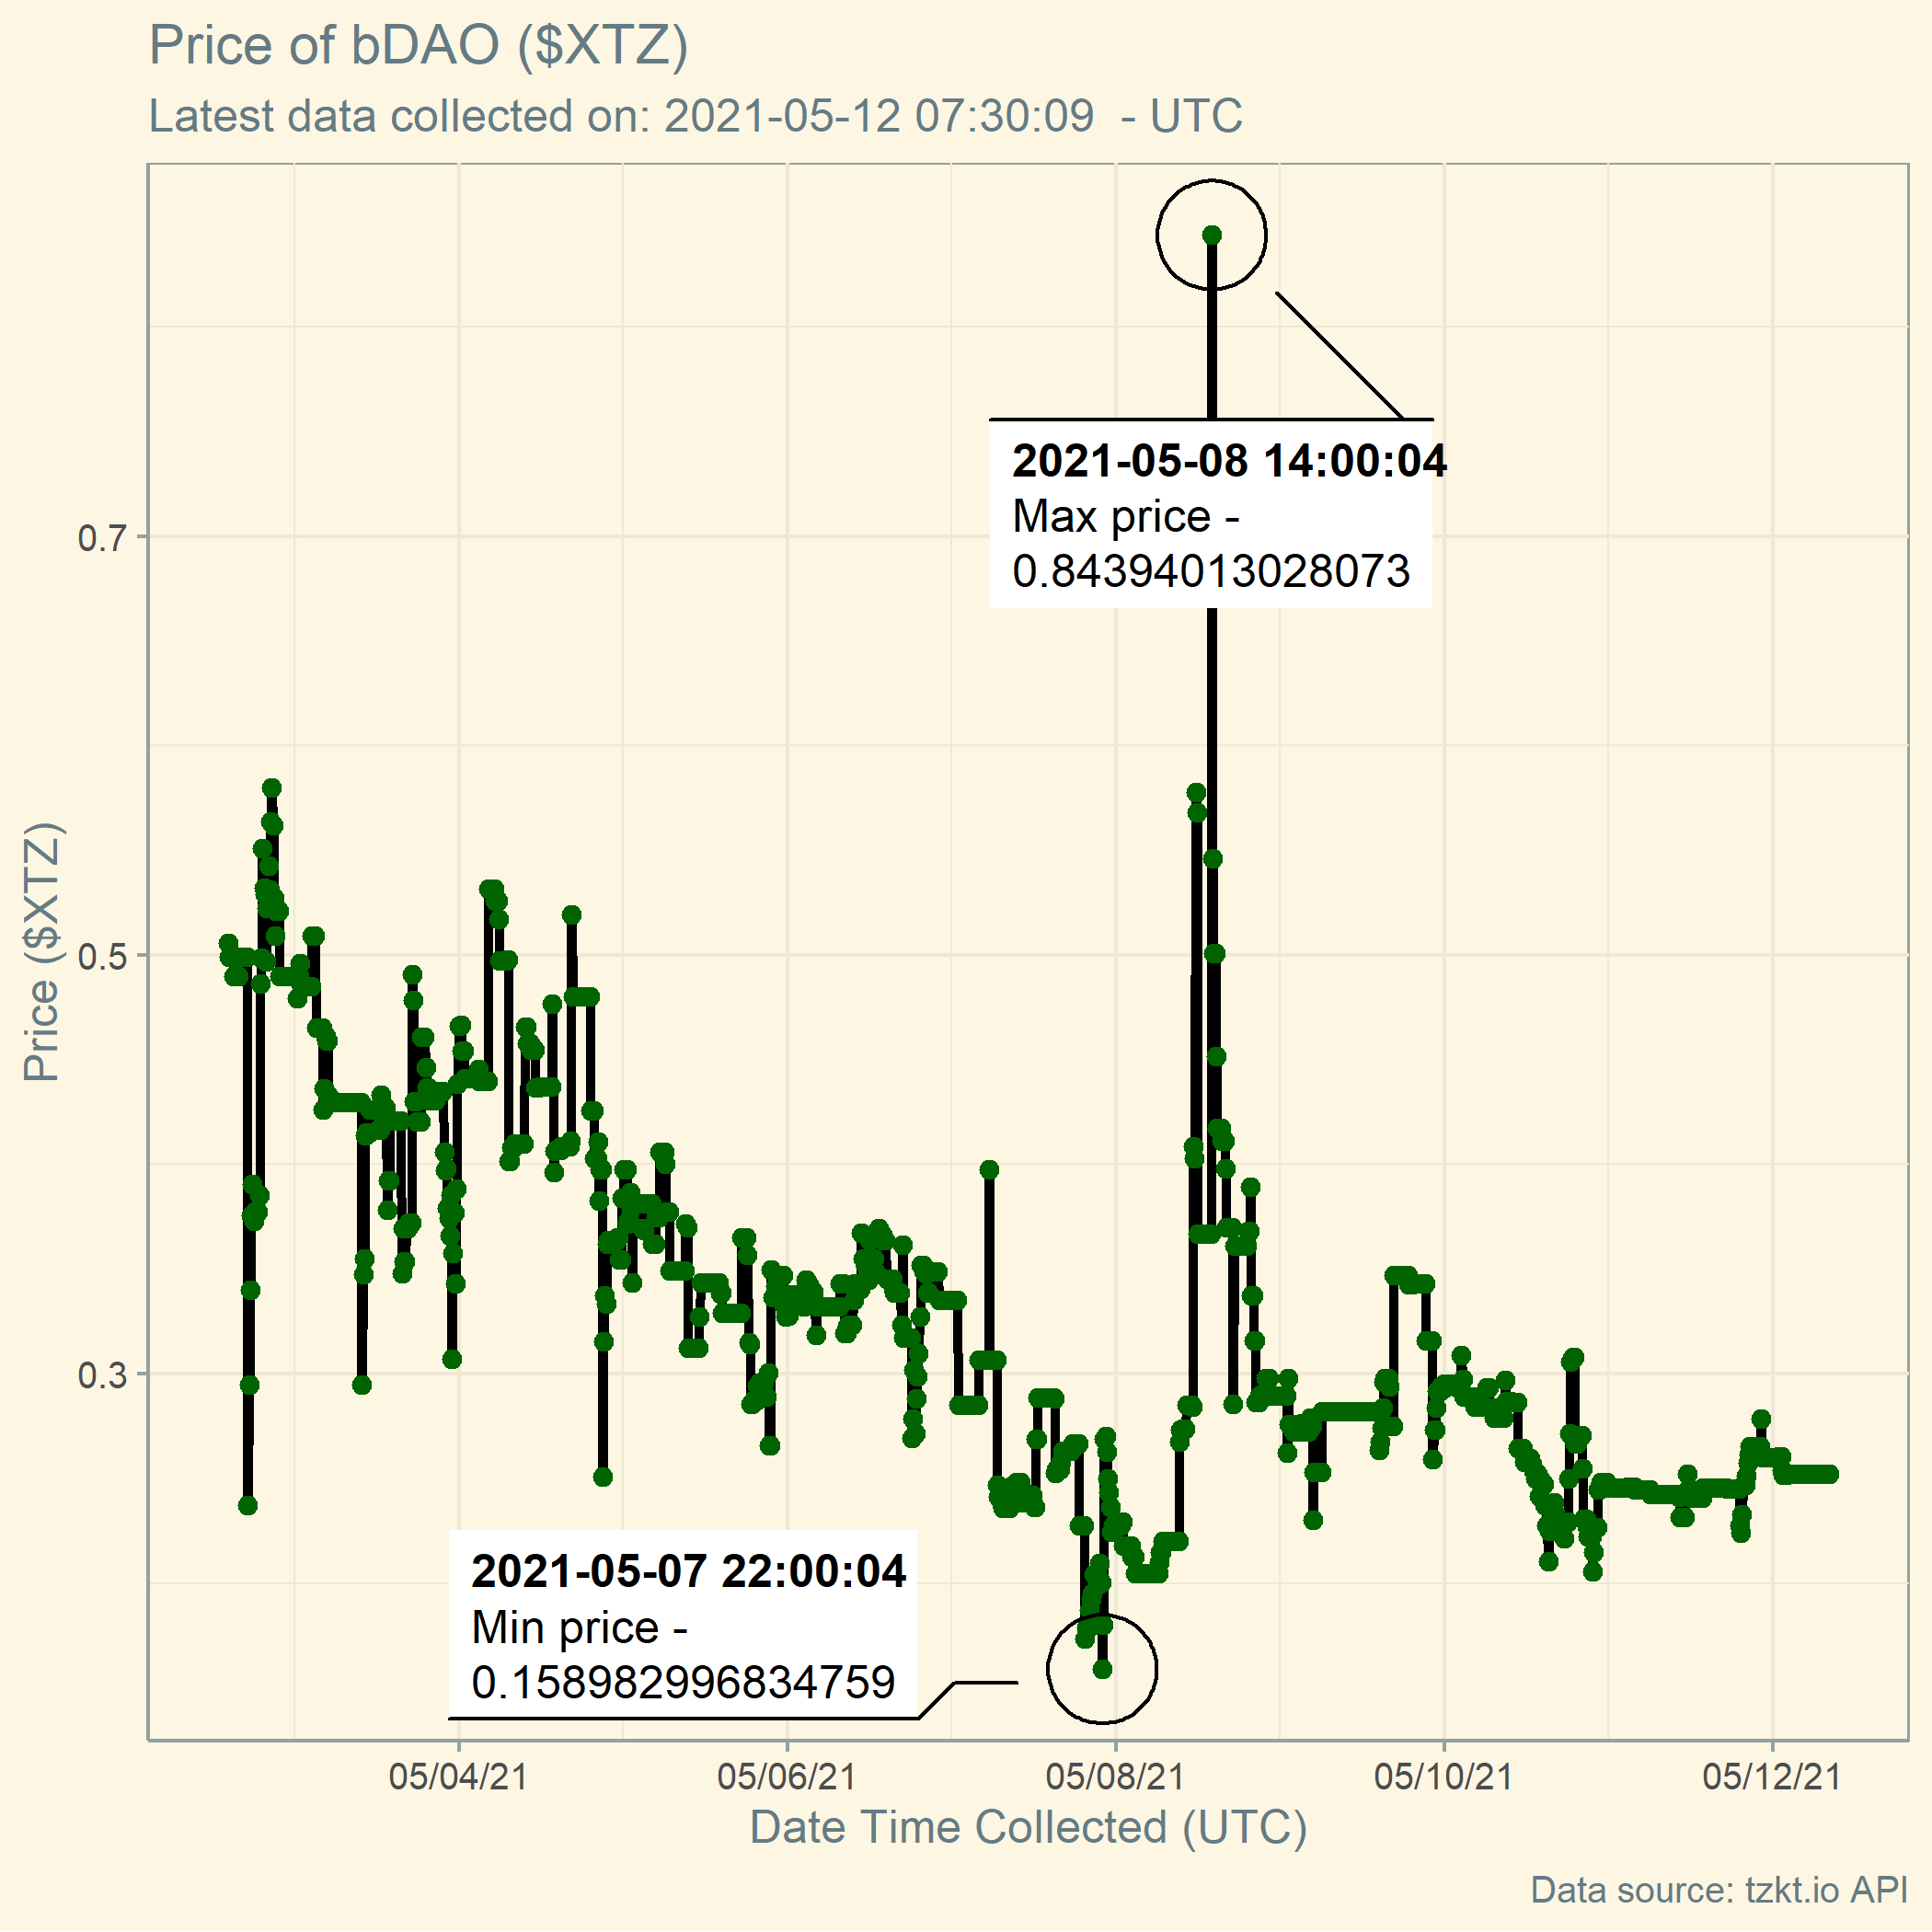 Price of bDAO ($XTZ)
Latest data collected on: 2021-05-12 07:30:09  - UTC
2021-05-08 14:00:04
Max price -
0.84394013028073
0.7
0.5
0.3
Price ($XTZ)
2021-05-07 22:00:04
Min price -
0.158982996834759
05/04/21
05/06/21
05/08/21
05/10/21
05/12/21
Date Time Collected (UTC)
Data source: tzkt.io API